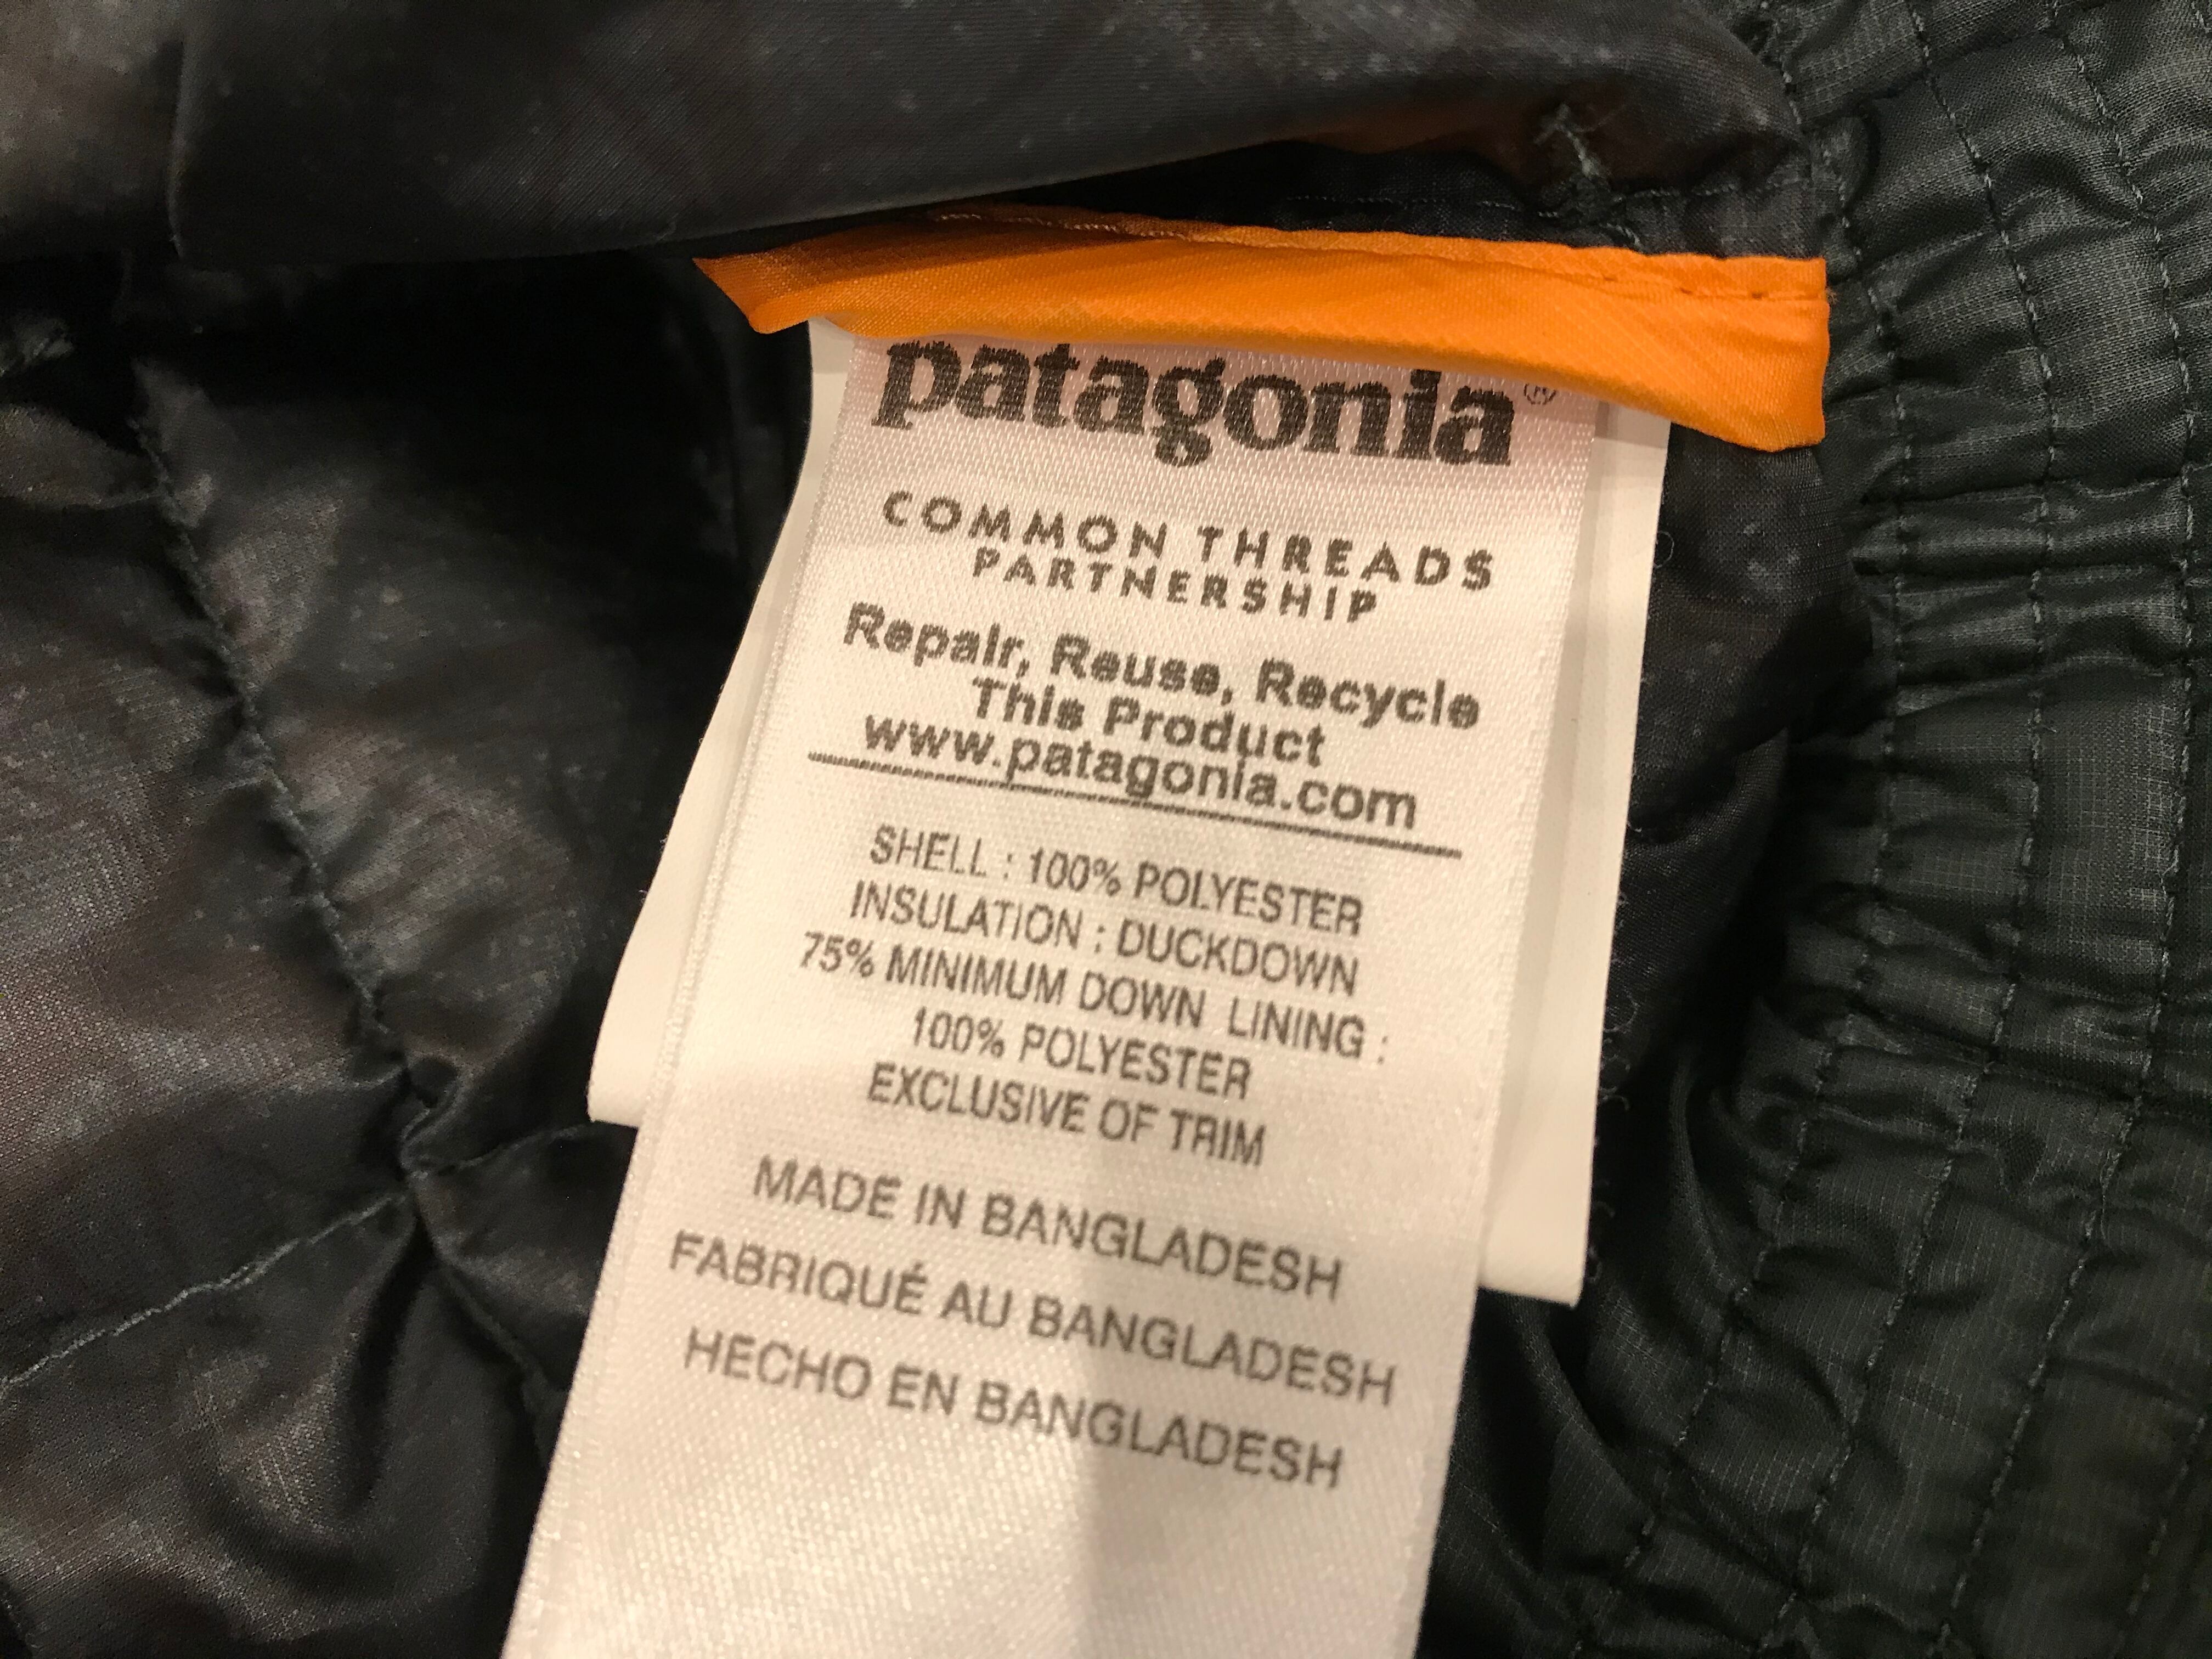 patagonia®
COMMON THREADS
PARTNERSHIP
Repair, Reuse, Recycle
This Product
www.patagonia.com
SHELL : 100% POLYESTER
INSULATION : DUCKDOWN
75% MINIMUM DOWN LINING :
100% POLYESTER
EXCLUSIVE OF TRIM
MADE IN BANGLADESH
FABRIQUÉ AU BANGLADESH
HECHO EN BANGLADESH